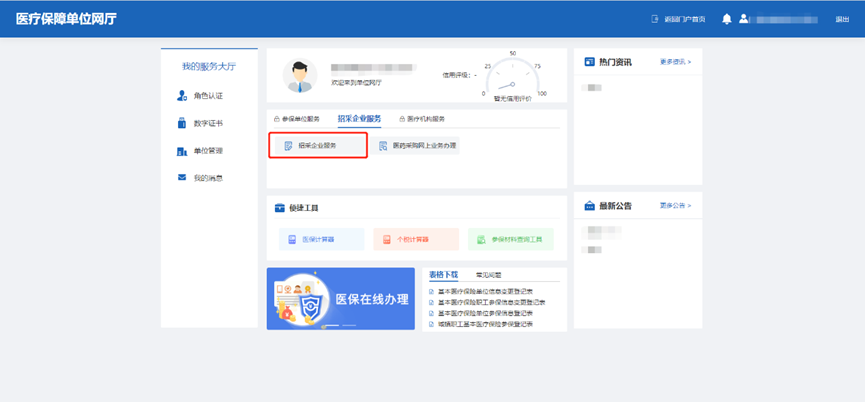 医疗保障单位网厅
返回门户首页
退出
我的服务大厅
角色认证
数字证书
单位管理
我的消息
欢迎来到单位网厅
信用评级：-
0 25 50 75 100
暂无信用评价
参保单位服务 招采企业服务 医疗机构服务
招采企业服务 医药采购网上业务办理
便捷工具
医保计算器 个税计算器 参保材料查询工具
医保在线办理
表格下载 常见问题
基本医疗保险单位信息变更登记表
基本医疗保险职工参保信息变更登记表
基本医疗保险单位参保信息登记表
城镇职工基本医疗保险参保登记表
热门资讯 更多资讯 >
最新公告 更多公告 >